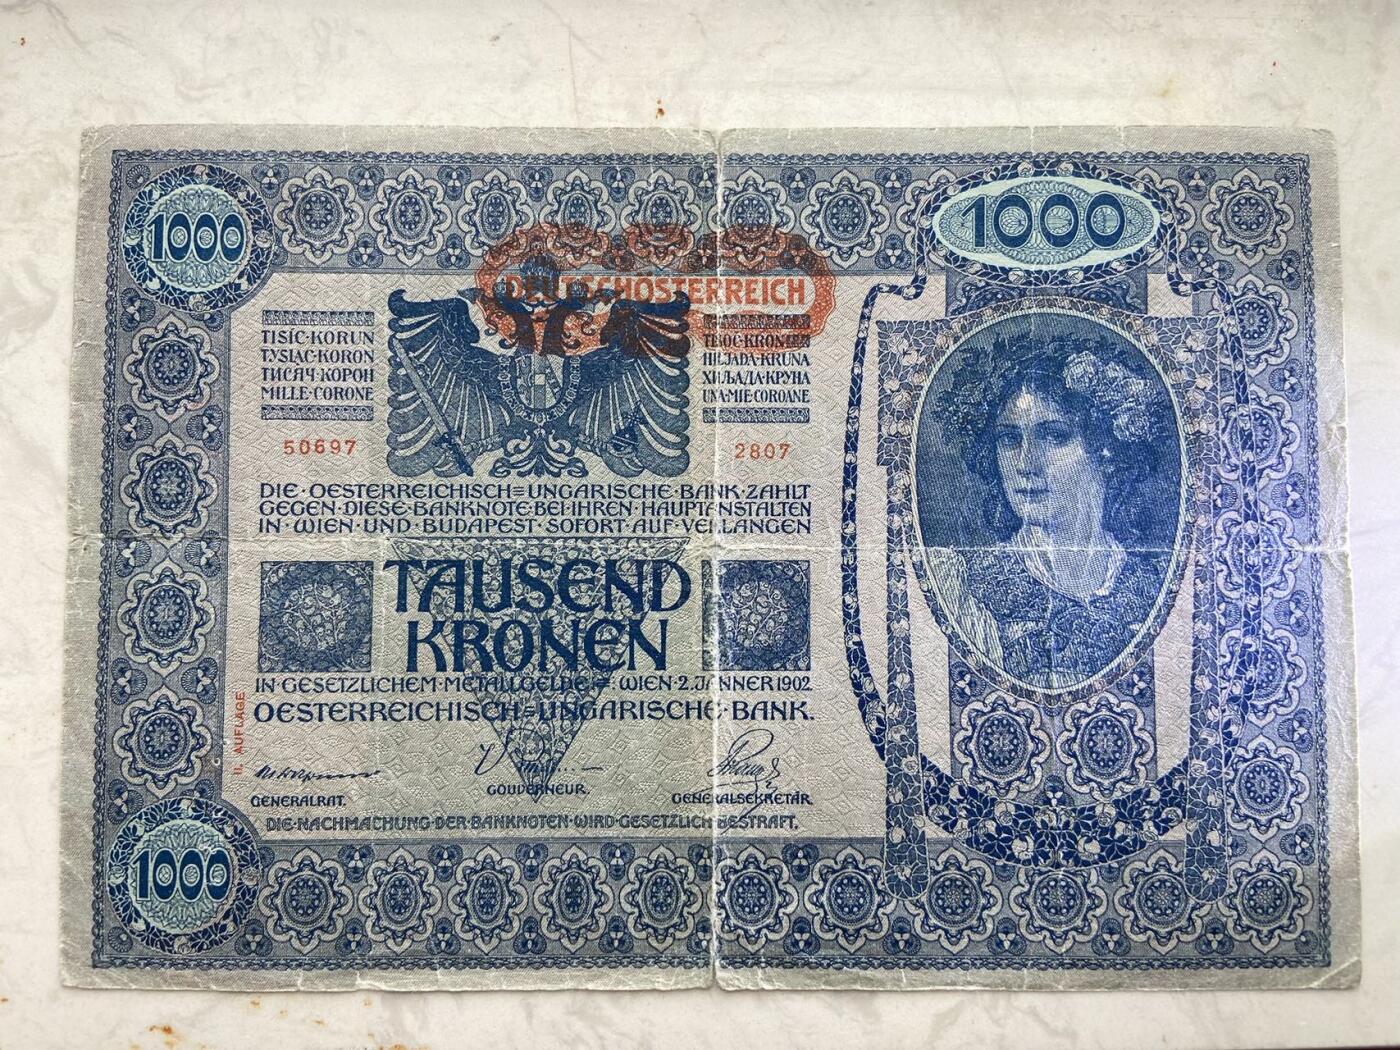 1000
1000
DEUTSCHÖSTERREICH
TISÍC·KORUN
TYSIĄC·KORON
ТИСЯЧ·КОРОН
MILLE·CORONE
TISOČ·KRON
HILJADA·KRUNA
ХИЉАДА·КРУНА
UNA·MIE·COROANE
50697
2807
DIE·OESTERREICHISCH=UNGARISCHE·BANK·ZAHLT
GEGEN·DIESE·BANKNOTE·BEI·IHREN·HAUPTANSTALTEN
IN·WIEN·UND·BUDAPEST·SOFORT·AUF·VERLANGEN
TAUSEND
KRONEN
IN·GESETZLICHEM·METALLGELDE=WIEN·2.JÄNNER 1902.
OESTERREICHISCH=UNGARISCHE·BANK.
II. AUFLAGE.
GENERALRAT.
GOUVERNEUR.
GENERALSEKRETÄR.
DIE·NACHMACHUNG·DER·BANKNOTEN·WIRD·GESETZLICH·BESTRAFT.
1000